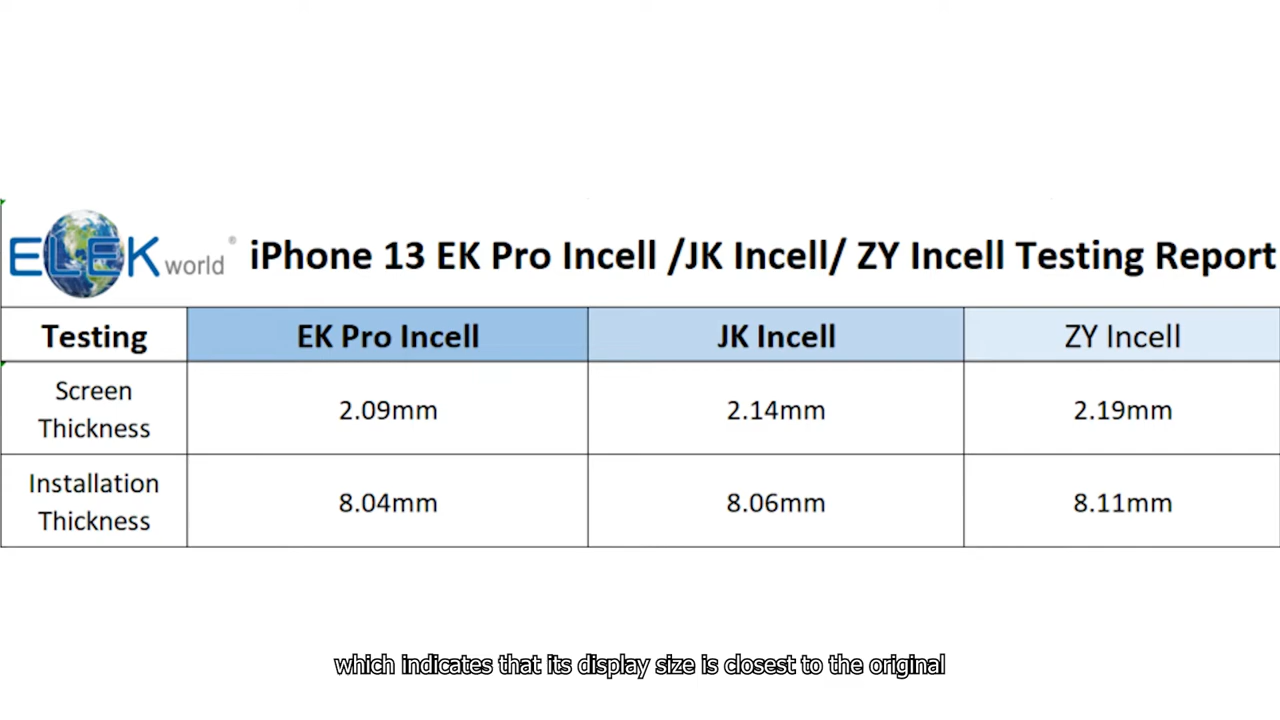 ELEK world ® iPhone 13 EK Pro Incell /JK Incell/ ZY Incell Testing Report
Testing EK Pro Incell JK Incell ZY Incell
Screen
Thickness 2.09mm 2.14mm 2.19mm
Installation
Thickness 8.04mm 8.06mm 8.11mm
which indicates that its display size is closest to the original